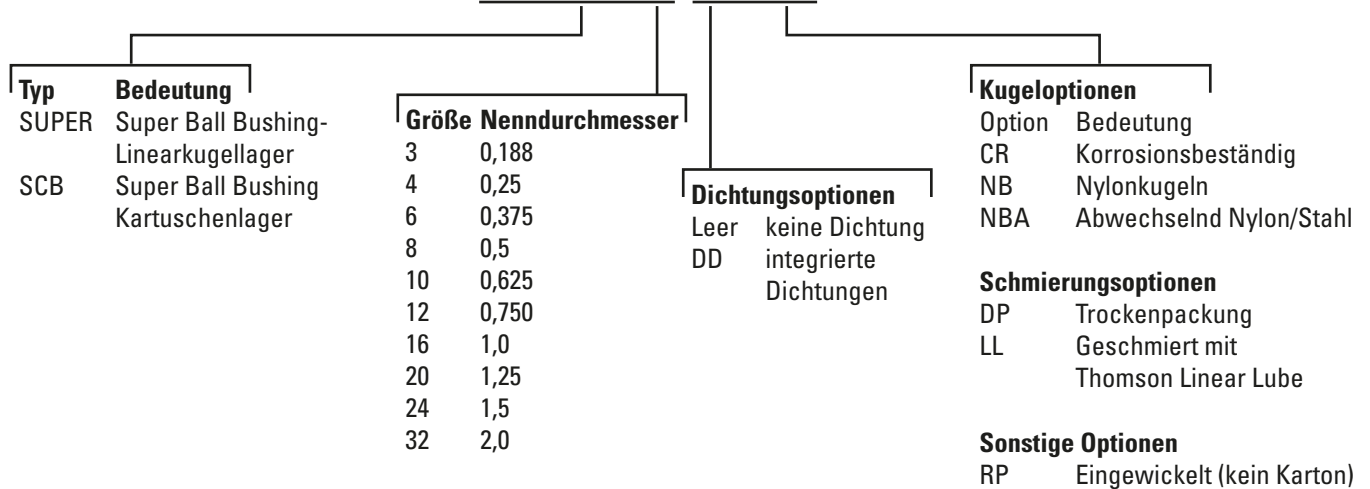 Typ Bedeutung
SUPER Super Ball Bushing-
Linearkugellager
SCB Super Ball Bushing
Kartuschenlager
Größe Nenndurchmesser
3 0,188
4 0,25
6 0,375
8 0,5
10 0,625
12 0,750
16 1,0
20 1,25
24 1,5
32 2,0
Dichtungsoptionen
Leer keine Dichtung
DD integrierte
Dichtungen
Kugeloptionen
Option Bedeutung
CR Korrosionsbeständig
NB Nylonkugeln
NBA Abwechselnd Nylon/Stahl
Schmierungsoptionen
DP Trockenpackung
LL Geschmiert mit
Thomson Linear Lube
Sonstige Optionen
RP Eingewickelt (kein Karton)